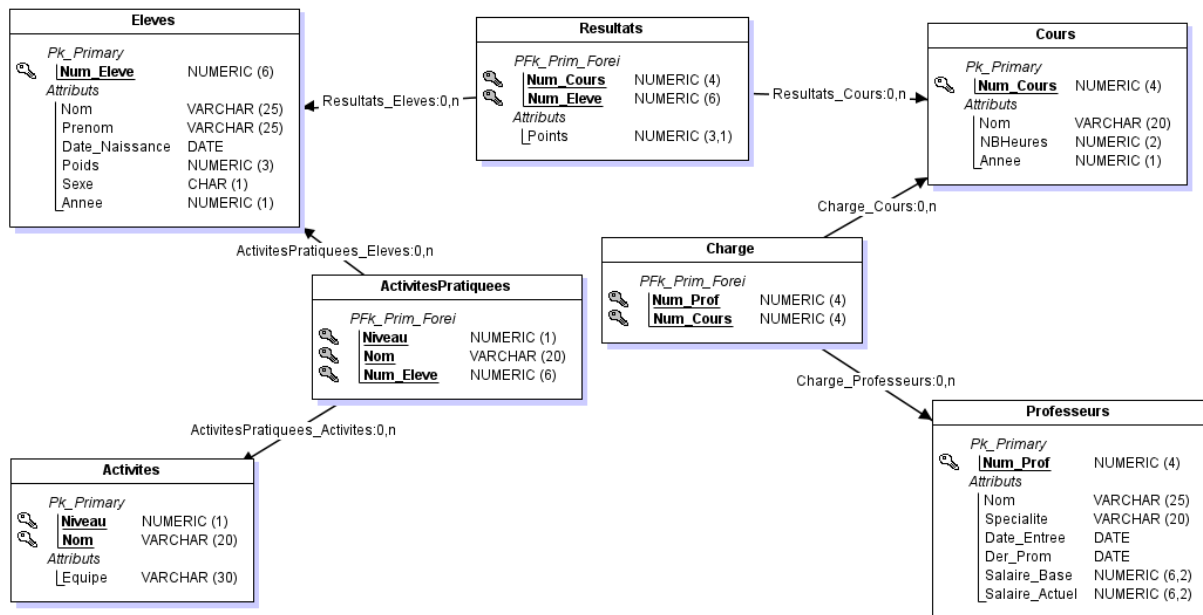 Eleves
Pk_Primary
Num_Eleve NUMERIC (6)
Attributs
Nom VARCHAR (25)
Prenom VARCHAR (25)
Date_Naissance DATE
Poids NUMERIC (3)
Sexe CHAR (1)
Annee NUMERIC (1)
Resultats_Eleves:0,n
Resultats
PFk_Prim_Forei
Num_Cours NUMERIC (4)
Num_Eleve NUMERIC (6)
Attributs
Points NUMERIC (3,1)
Resultats_Cours:0,n
Cours
Pk_Primary
Num_Cours NUMERIC (4)
Attributs
Nom VARCHAR (20)
NBHeures NUMERIC (2)
Annee NUMERIC (1)
ActivitesPratiquees_Eleves:0,n
Charge_Cours:0,n
ActivitesPratiquees
PFk_Prim_Forei
Niveau NUMERIC (1)
Nom VARCHAR (20)
Num_Eleve NUMERIC (6)
Charge
PFk_Prim_Forei
Num_Prof NUMERIC (4)
Num_Cours NUMERIC (4)
Charge_Professeurs:0,n
ActivitesPratiquees_Activites:0,n
Activites
Pk_Primary
Niveau NUMERIC (1)
Nom VARCHAR (20)
Attributs
Equipe VARCHAR (30)
Professeurs
Pk_Primary
Num_Prof NUMERIC (4)
Attributs
Nom VARCHAR (25)
Specialite VARCHAR (20)
Date_Entree DATE
Der_Prom DATE
Salaire_Base NUMERIC (6,2)
Salaire_Actuel NUMERIC (6,2)